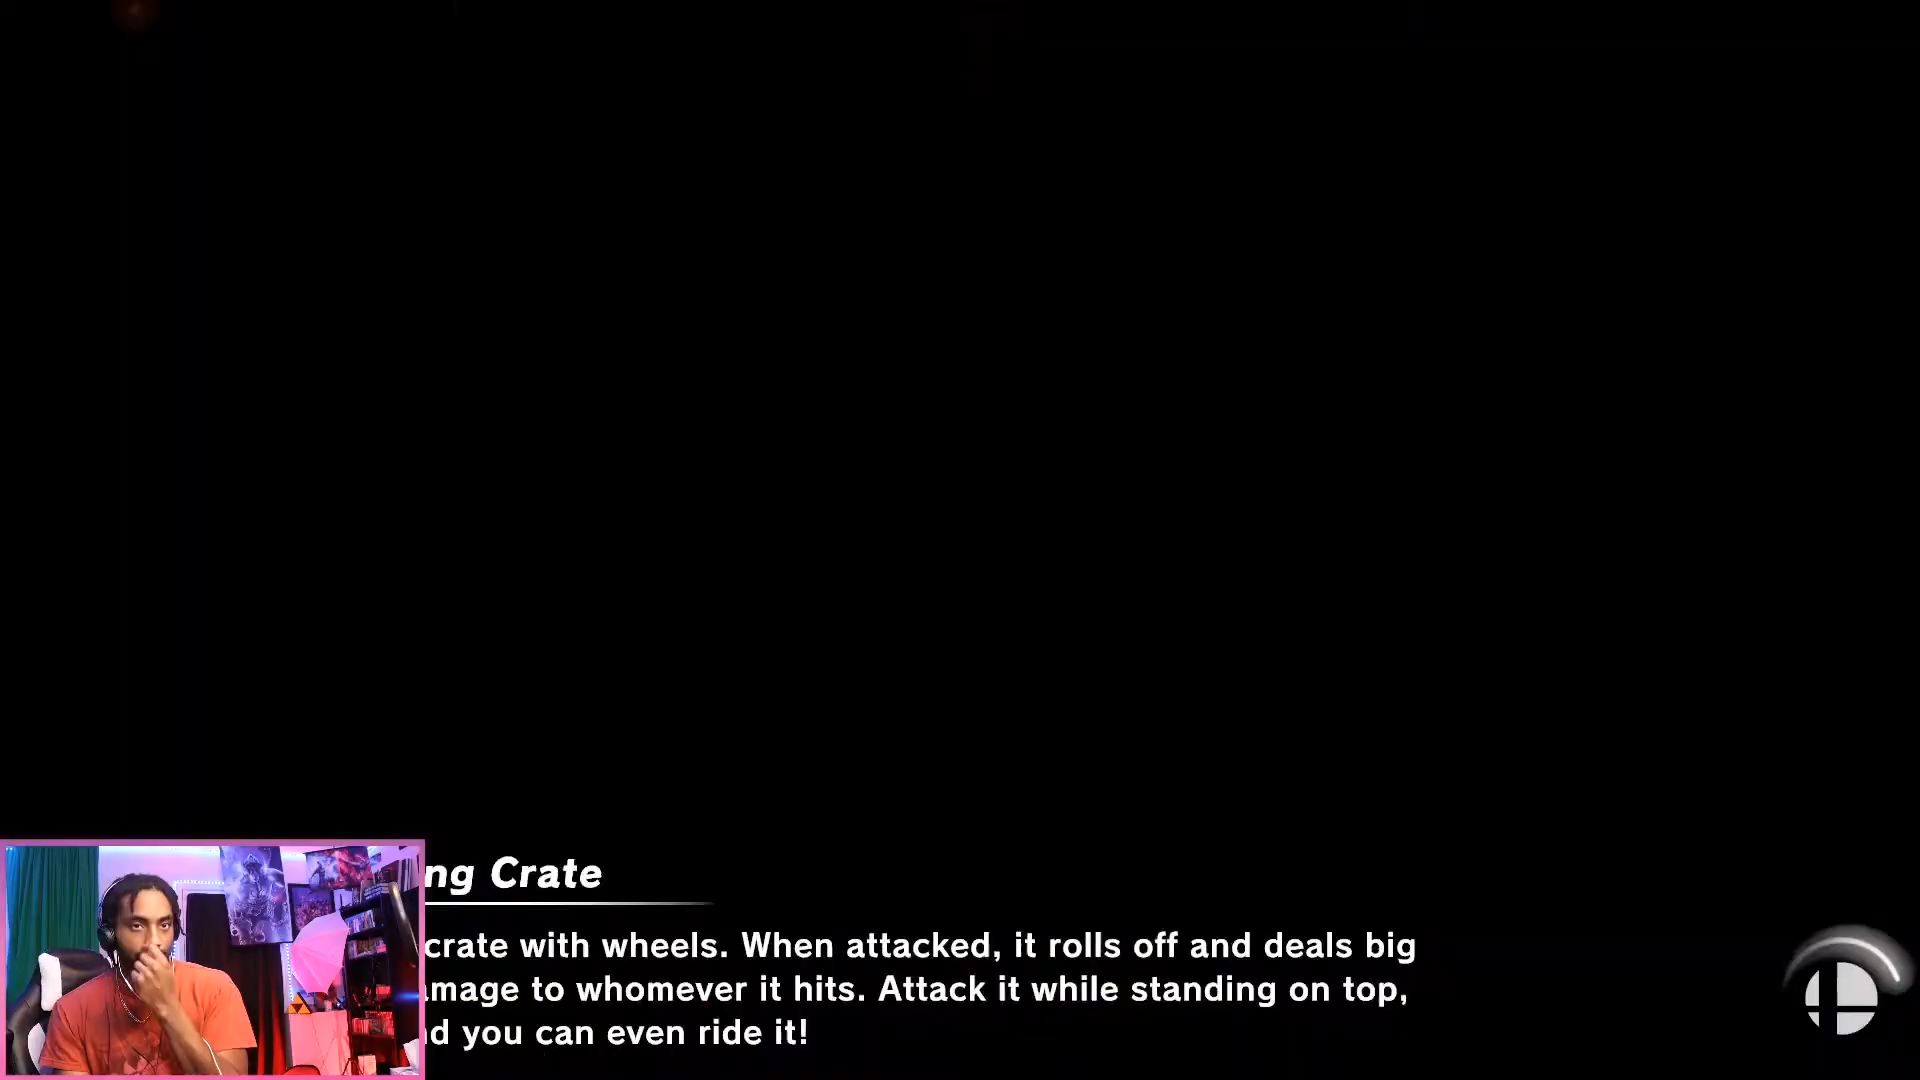 ng Crate
crate with wheels. When attacked, it rolls off and deals big
amage to whomever it hits. Attack it while standing on top,
d you can even ride it!